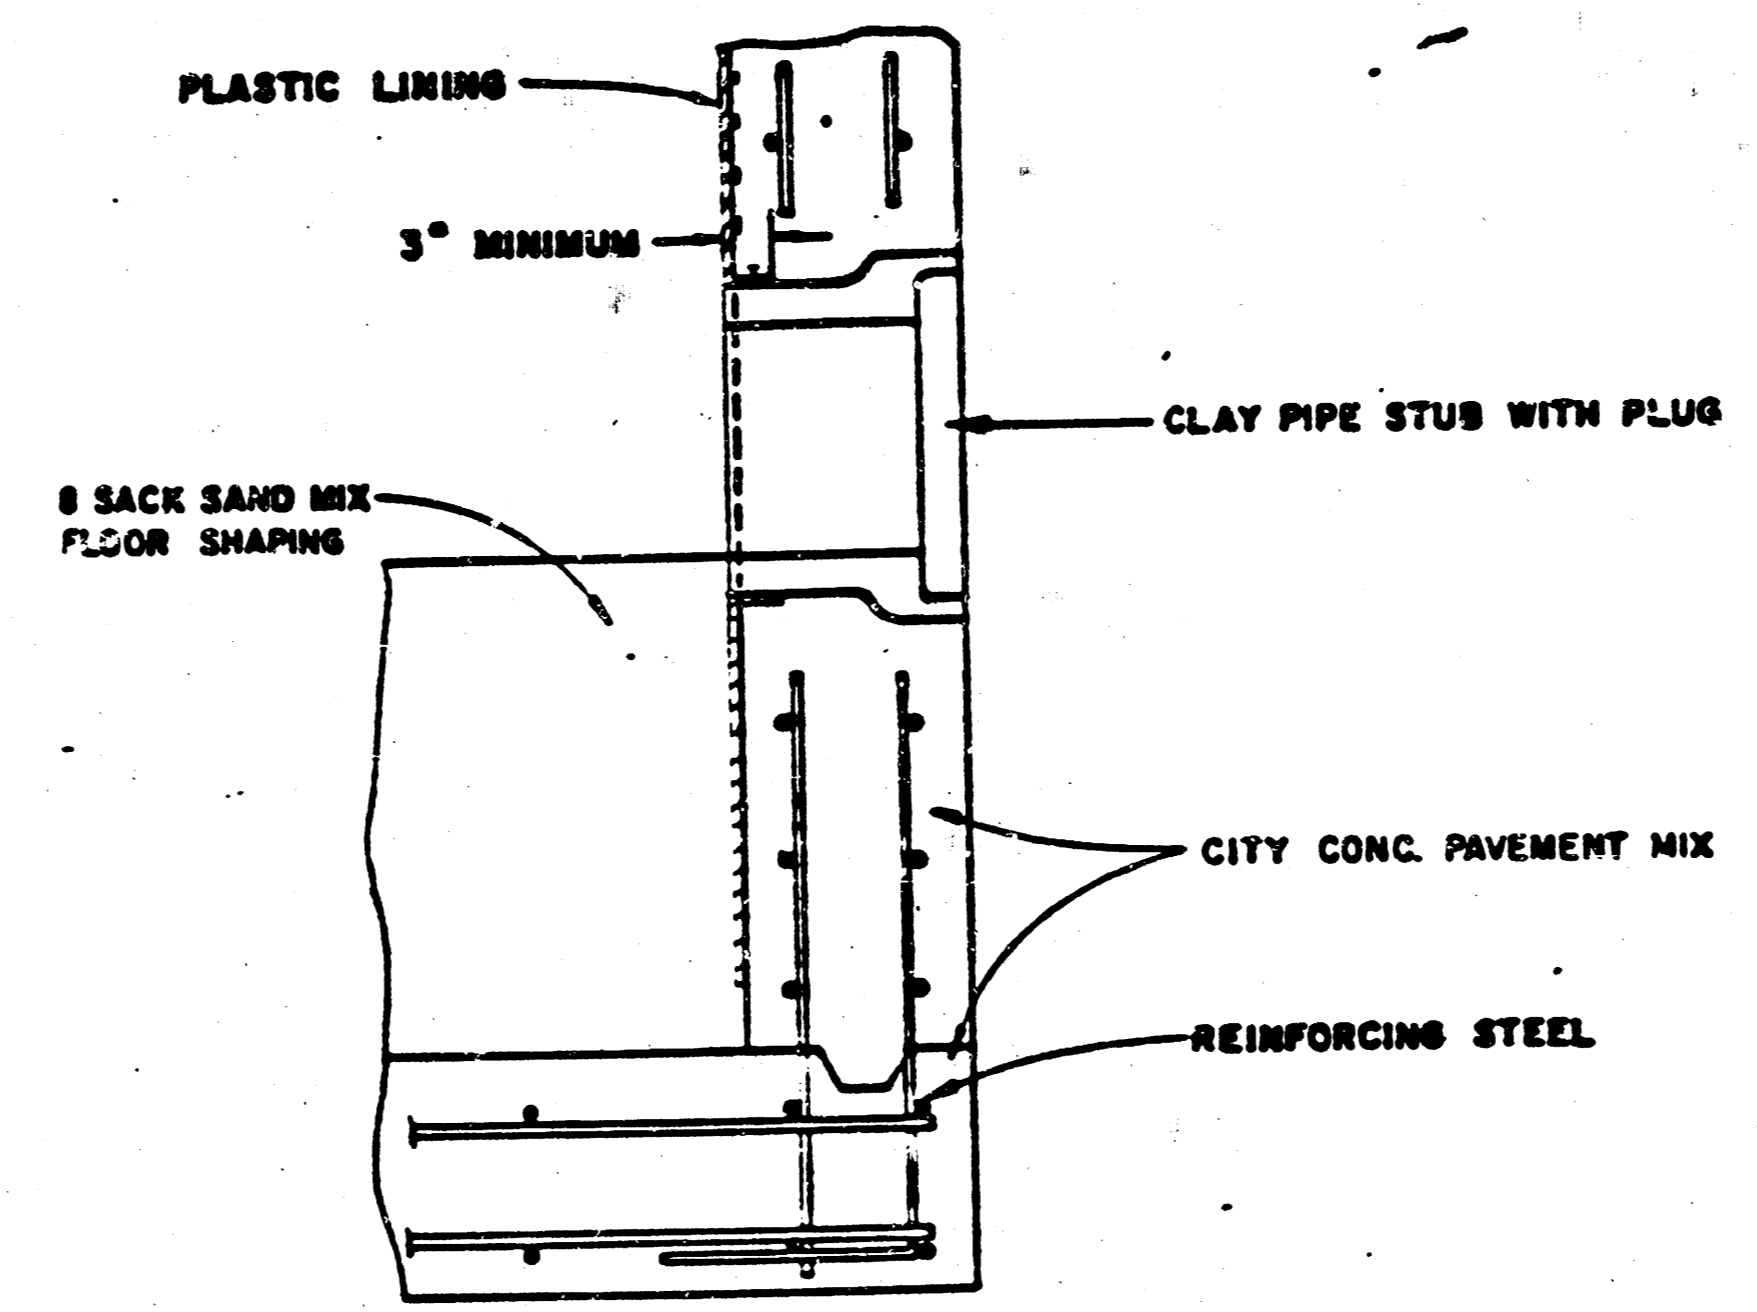 PLASTIC LINING
3" MINIMUM
CLAY PIPE STUB WITH PLUG
8 SACK SAND MIX
FLOOR SHAPING
CITY CONC. PAVEMENT MIX
REINFORCING STEEL